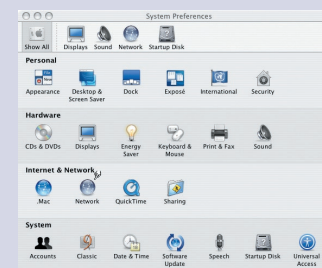 System Preferences
Show All Displays Sound Network Startup Disk
Personal
Appearance Desktop & Screen Saver Dock Exposé International Security
Hardware
CDs & DVDs Displays Energy Saver Keyboard & Mouse Print & Fax Sound
Internet & Network
.Mac Network QuickTime Sharing
System
Accounts Classic Date & Time Software Update Speech Startup Disk Universal Access